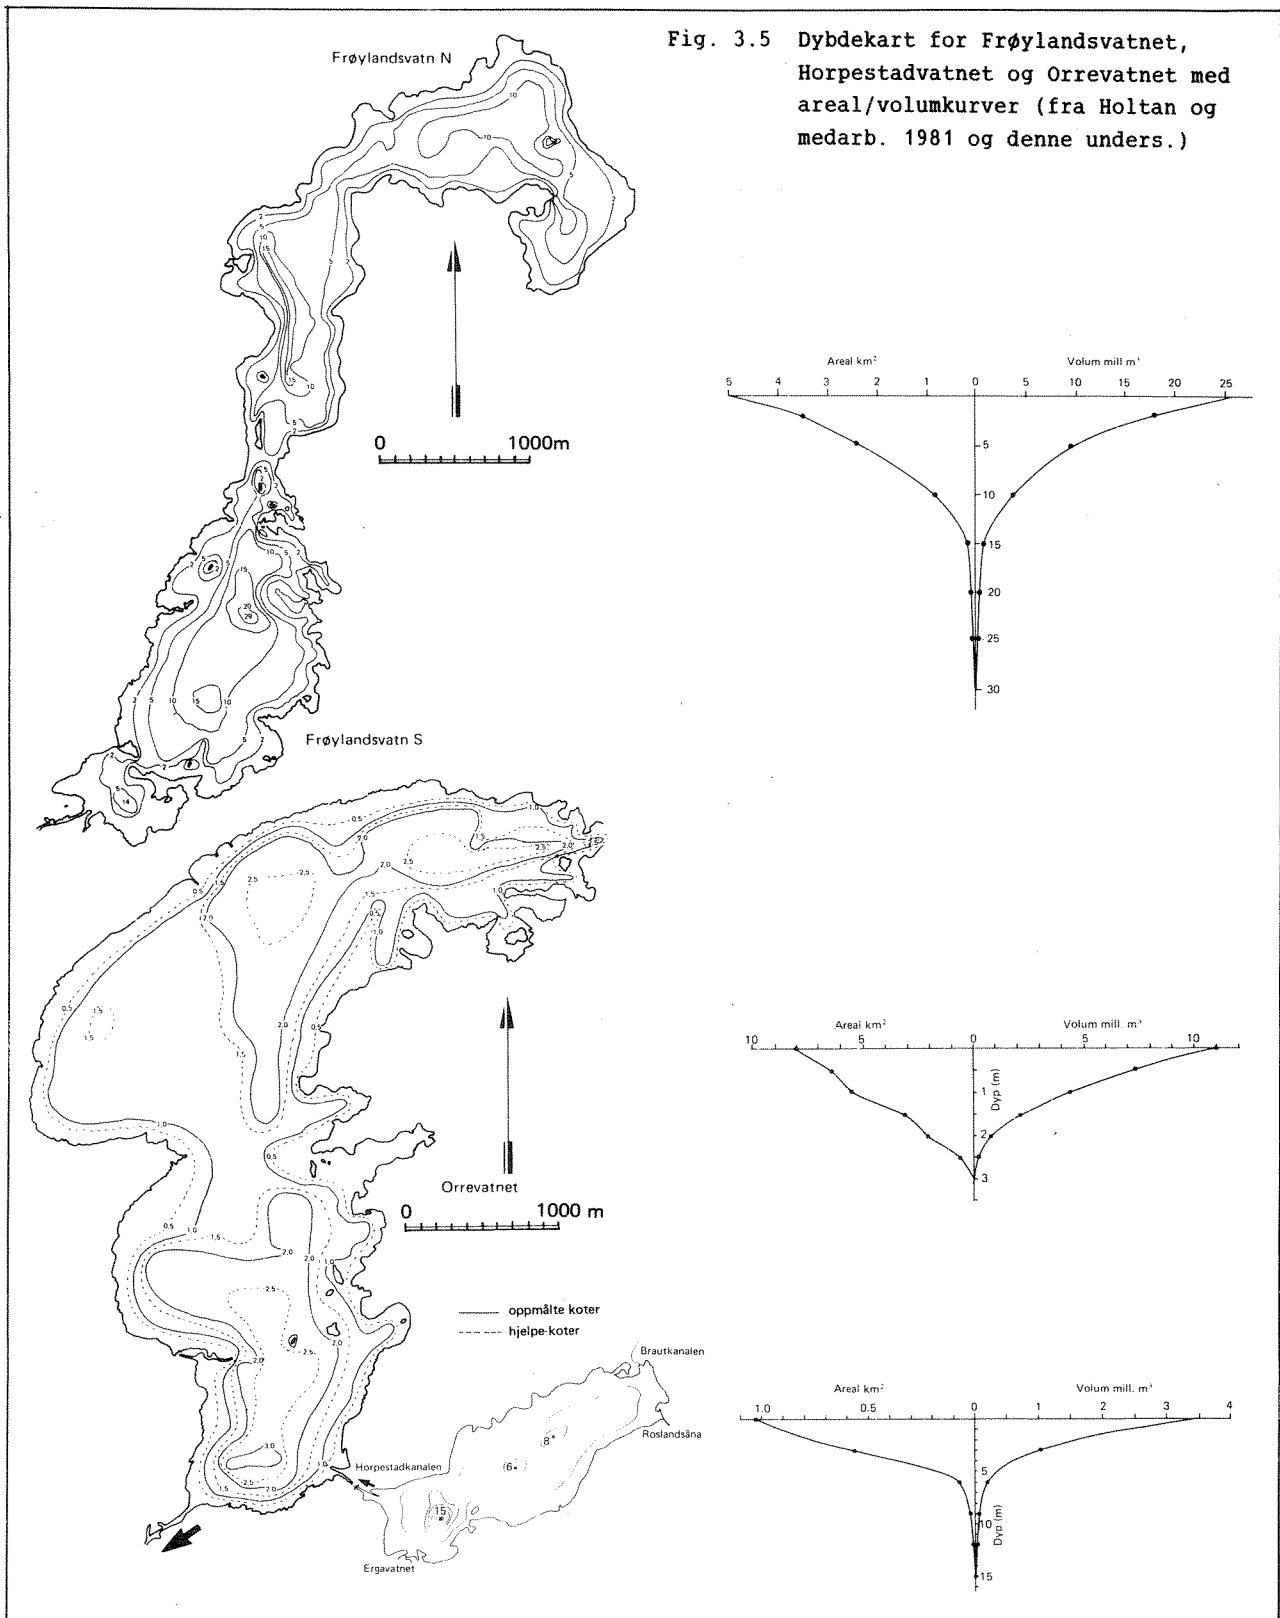 Fig. 3.5 Dybdekart for Frøylandsvatnet,
Horpestadvatnet og Orrevatnet med
areal/volumkurver (fra Holtan og
medarb. 1981 og denne unders.)
Frøylandsvatn N
0 1000m
Frøylandsvatn S
Areal km² Volum mill m³
5 4 3 2 1 0 5 10 15 20 25
5
10
15
20
25
30
Orrevatnet
0 1000 m
Areal km² Volum mill. m³
10 5 0 5 10
Dyp (m)
1
2
3
oppmålte koter
hjelpe-koter
Brautkanalen
Roslandsåna
Horpestadkanalen
Ergavatnet
8
(6
15
Areal km² Volum mill. m³
1.0 0.5 0 1 2 3 4
5
10
15
Dyp (m)